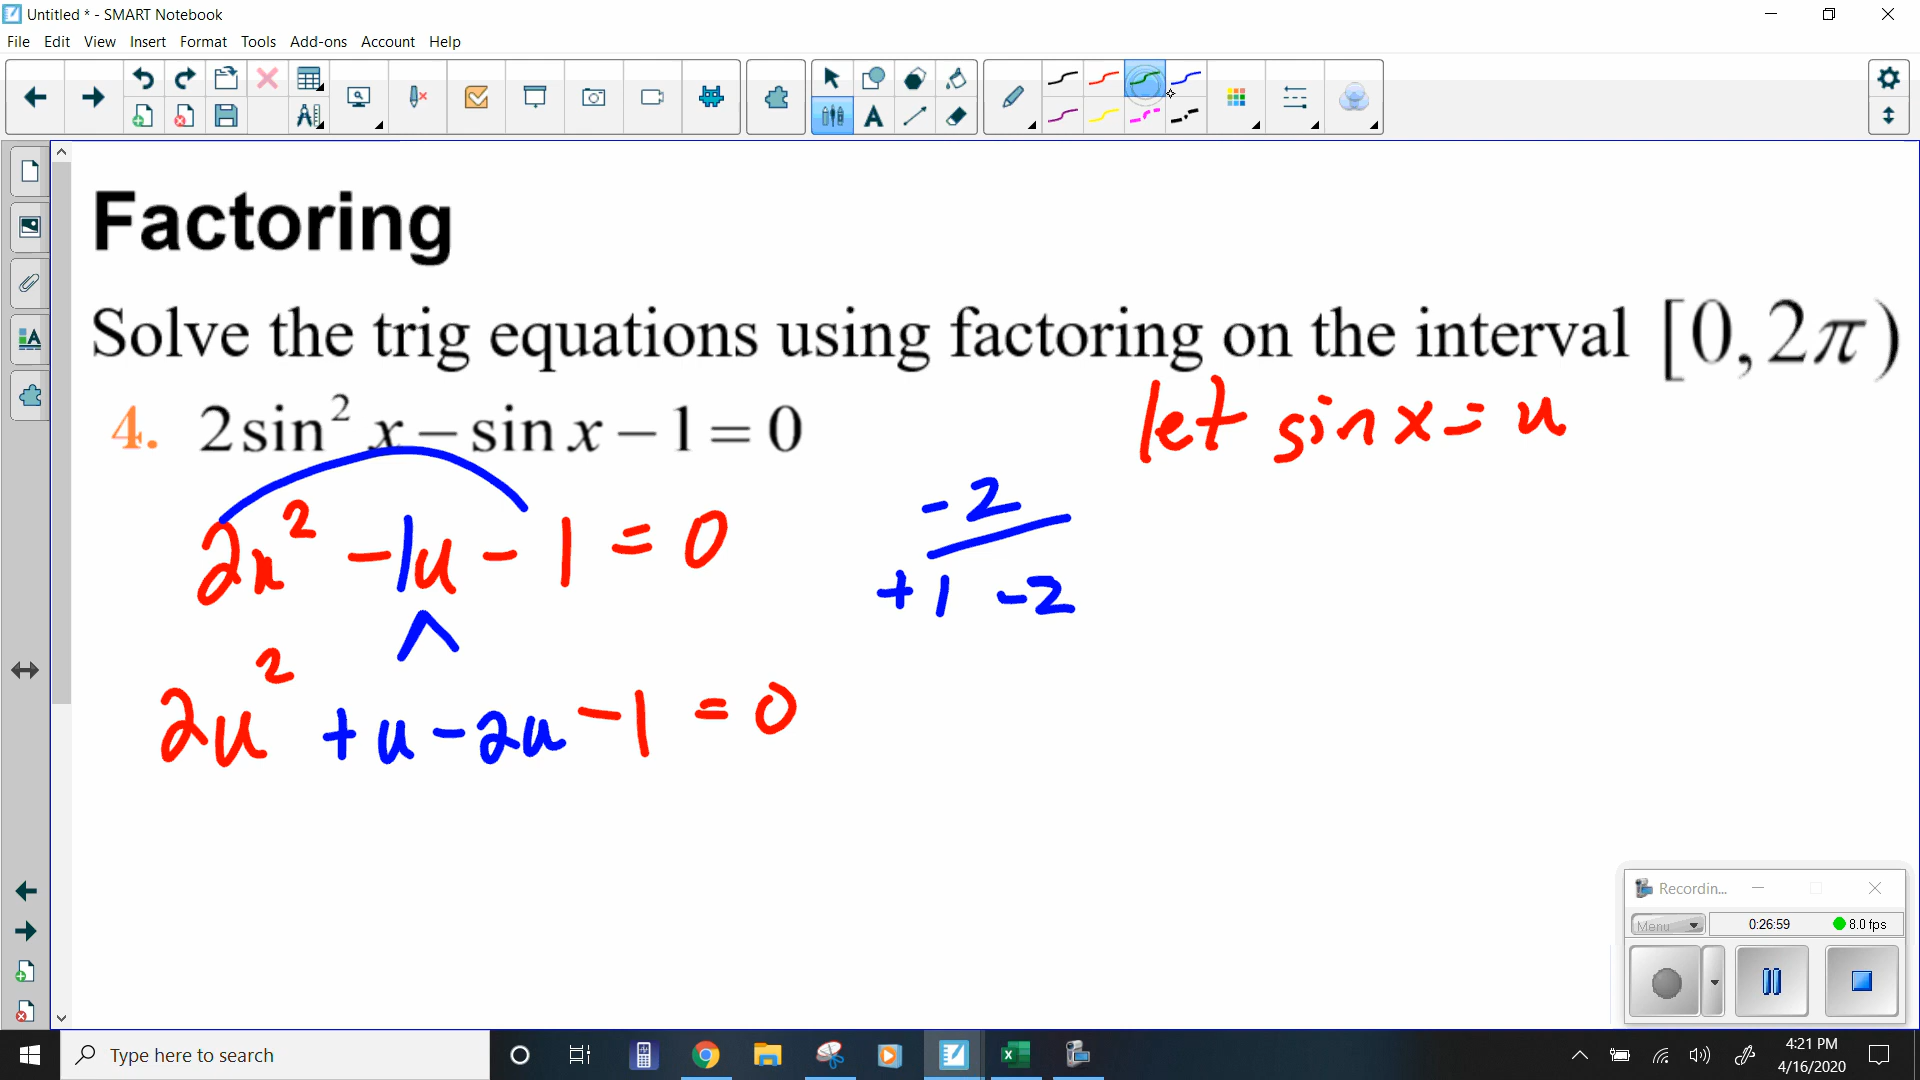 Untitled * - SMART Notebook
File Edit View Insert Format Tools Add-ons Account Help
Factoring
Solve the trig equations using factoring on the interval [0, 2π)
4. 2 sin² x − sin x − 1 = 0
let sin x = u
2u² − 1u − 1 = 0
-2
+1 -2
2u² + u − 2u − 1 = 0
Recordin...
Menu 0:26:59 8.0 fps
Type here to search
4:21 PM
4/16/2020